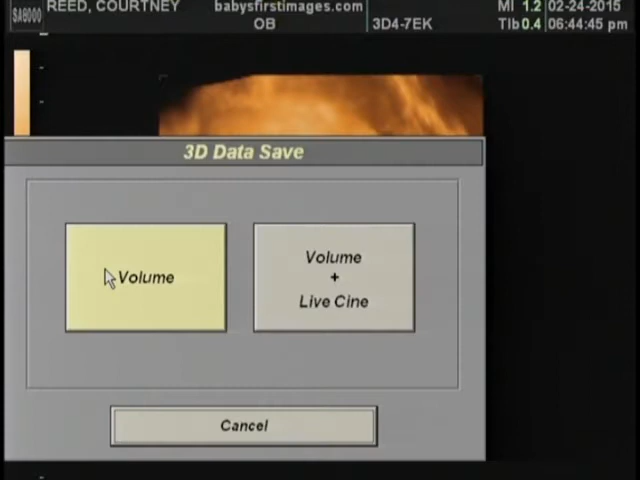 SA8000 REED, COURTNEY babysfirstimages.com MI 1.2 02-24-2015
OB 3D4-7EK TIb 0.4 06:44:45 pm
3D Data Save
Volume
Volume
+
Live Cine
Cancel